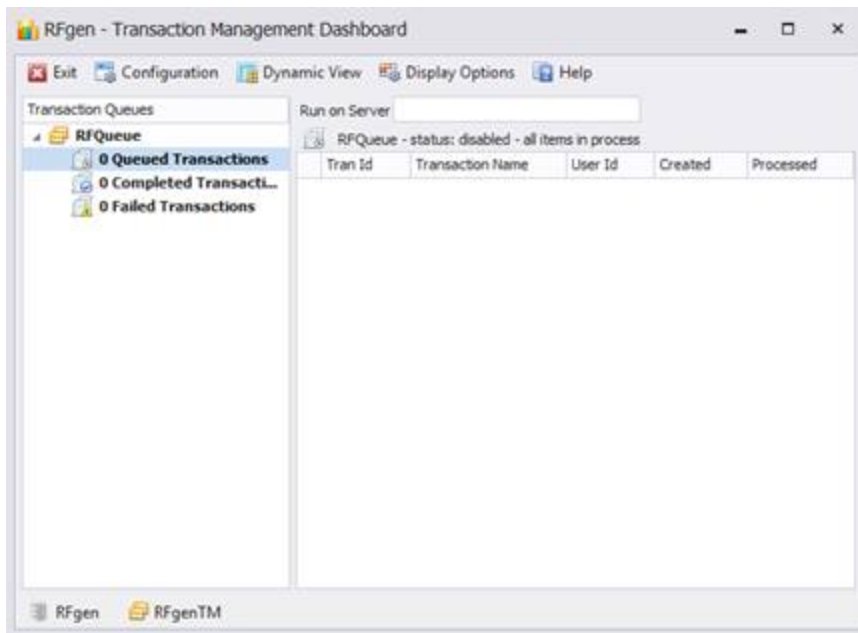 RFgen - Transaction Management Dashboard
Exit Configuration Dynamic View Display Options Help
Transaction Queues
RFQueue
0 Queued Transactions
0 Completed Transacti...
0 Failed Transactions
Run on Server
RFQueue - status: disabled - all items in process
Tran Id Transaction Name User Id Created Processed
RFgen RFgenTM